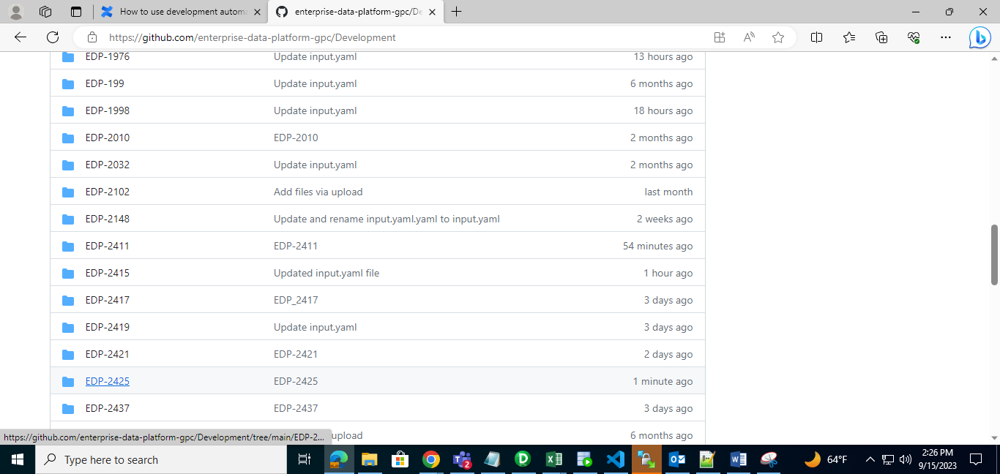 How to use development automa
enterprise-data-platform-gpc/De
https://github.com/enterprise-data-platform-gpc/Development
EDP-1976 Update input.yaml 13 hours ago
EDP-199 Update input.yaml 6 months ago
EDP-1998 Update input.yaml 18 hours ago
EDP-2010 EDP-2010 2 months ago
EDP-2032 Update input.yaml 2 months ago
EDP-2102 Add files via upload last month
EDP-2148 Update and rename input.yaml.yaml to input.yaml 2 weeks ago
EDP-2411 EDP-2411 54 minutes ago
EDP-2415 Updated input.yaml file 1 hour ago
EDP-2417 EDP_2417 3 days ago
EDP-2419 Update input.yaml 3 days ago
EDP-2421 EDP-2421 2 days ago
EDP-2425 EDP-2425 1 minute ago
EDP-2437 EDP-2437 3 days ago
https://github.com/enterprise-data-platform-gpc/Development/tree/main/EDP-2... upload 6 months ago
Type here to search
2
64°F
2:26 PM
9/15/2023